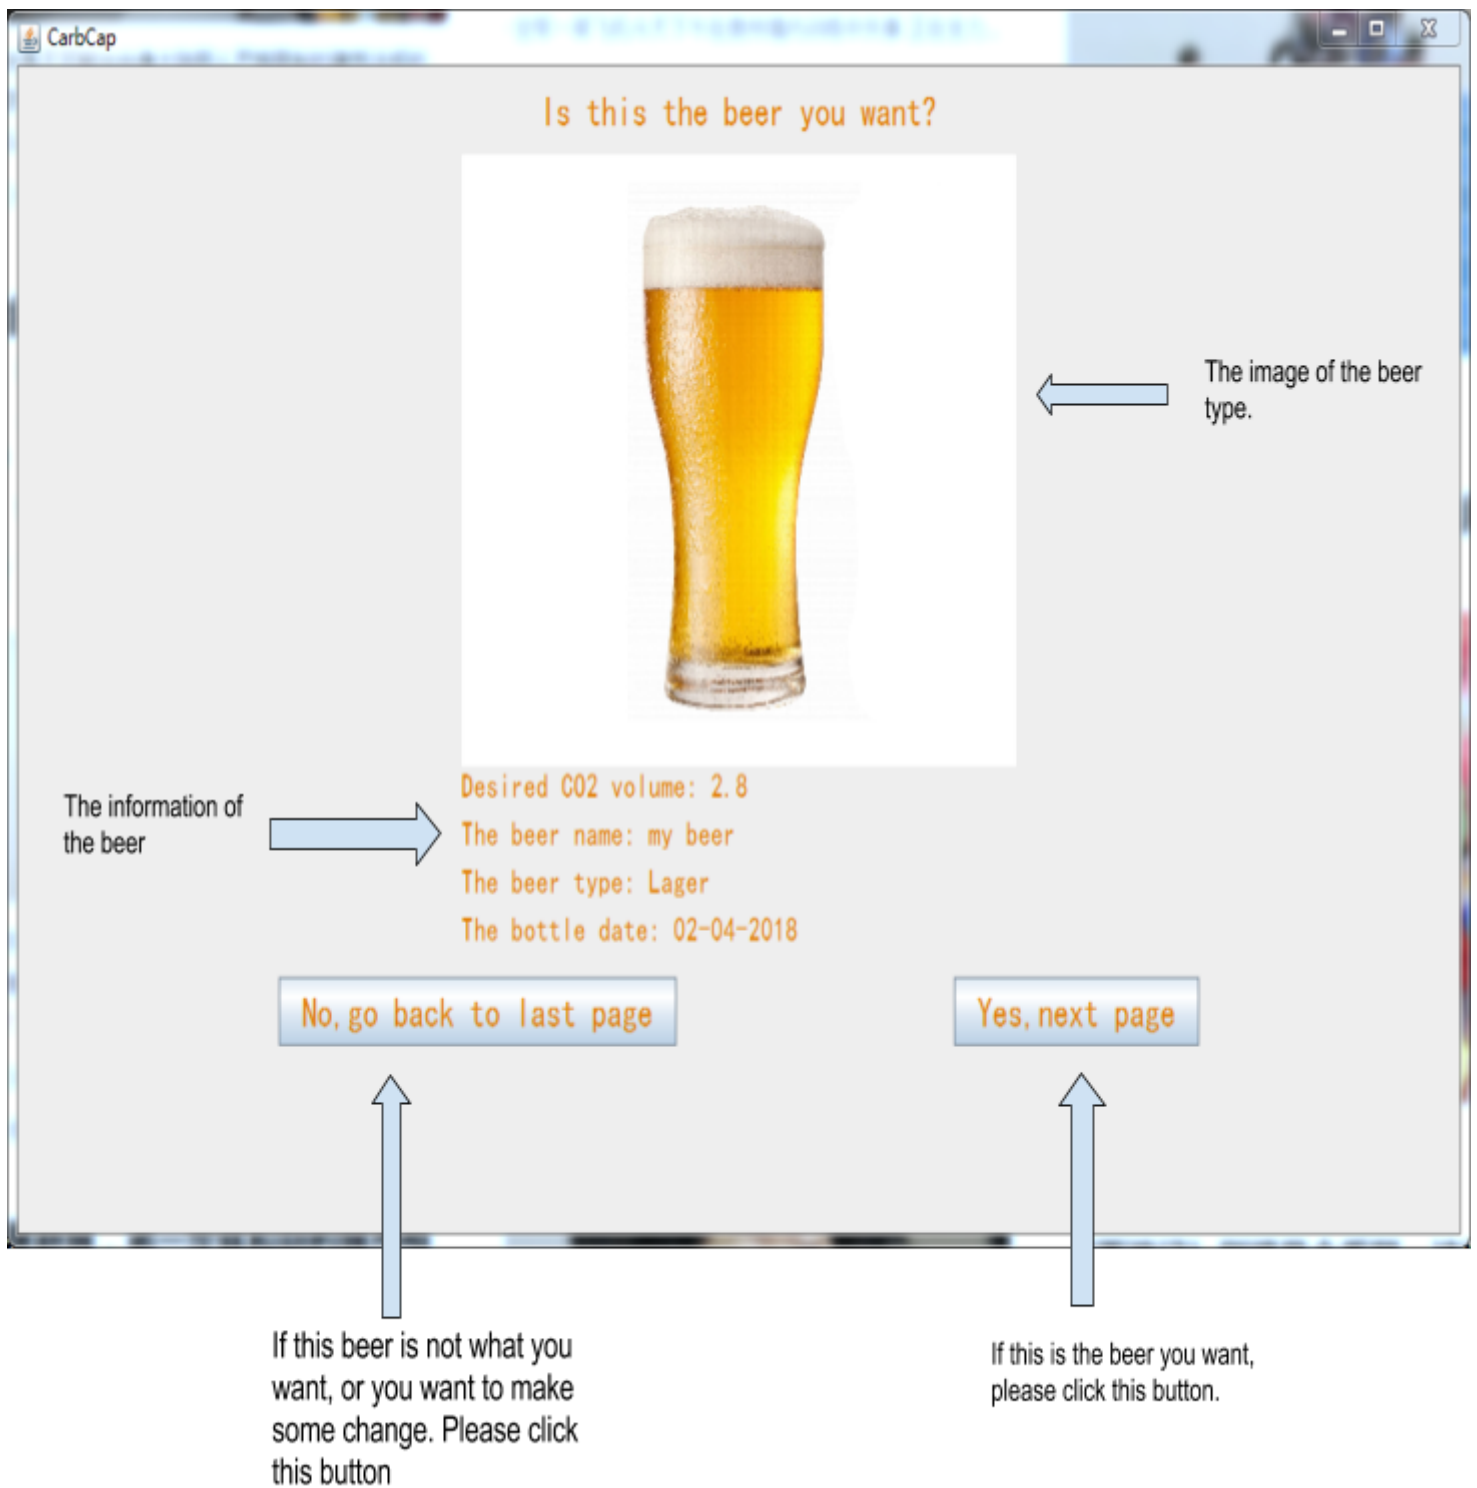 CarbCap
Is this the beer you want?
The image of the beer
type.
Desired CO2 volume: 2.8
The information of
the beer
The beer name: my beer
The beer type: Lager
The bottle date: 02-04-2018
No,go back to last page
Yes,next page
If this beer is not what you
want, or you want to make
some change. Please click
this button
If this is the beer you want,
please click this button.